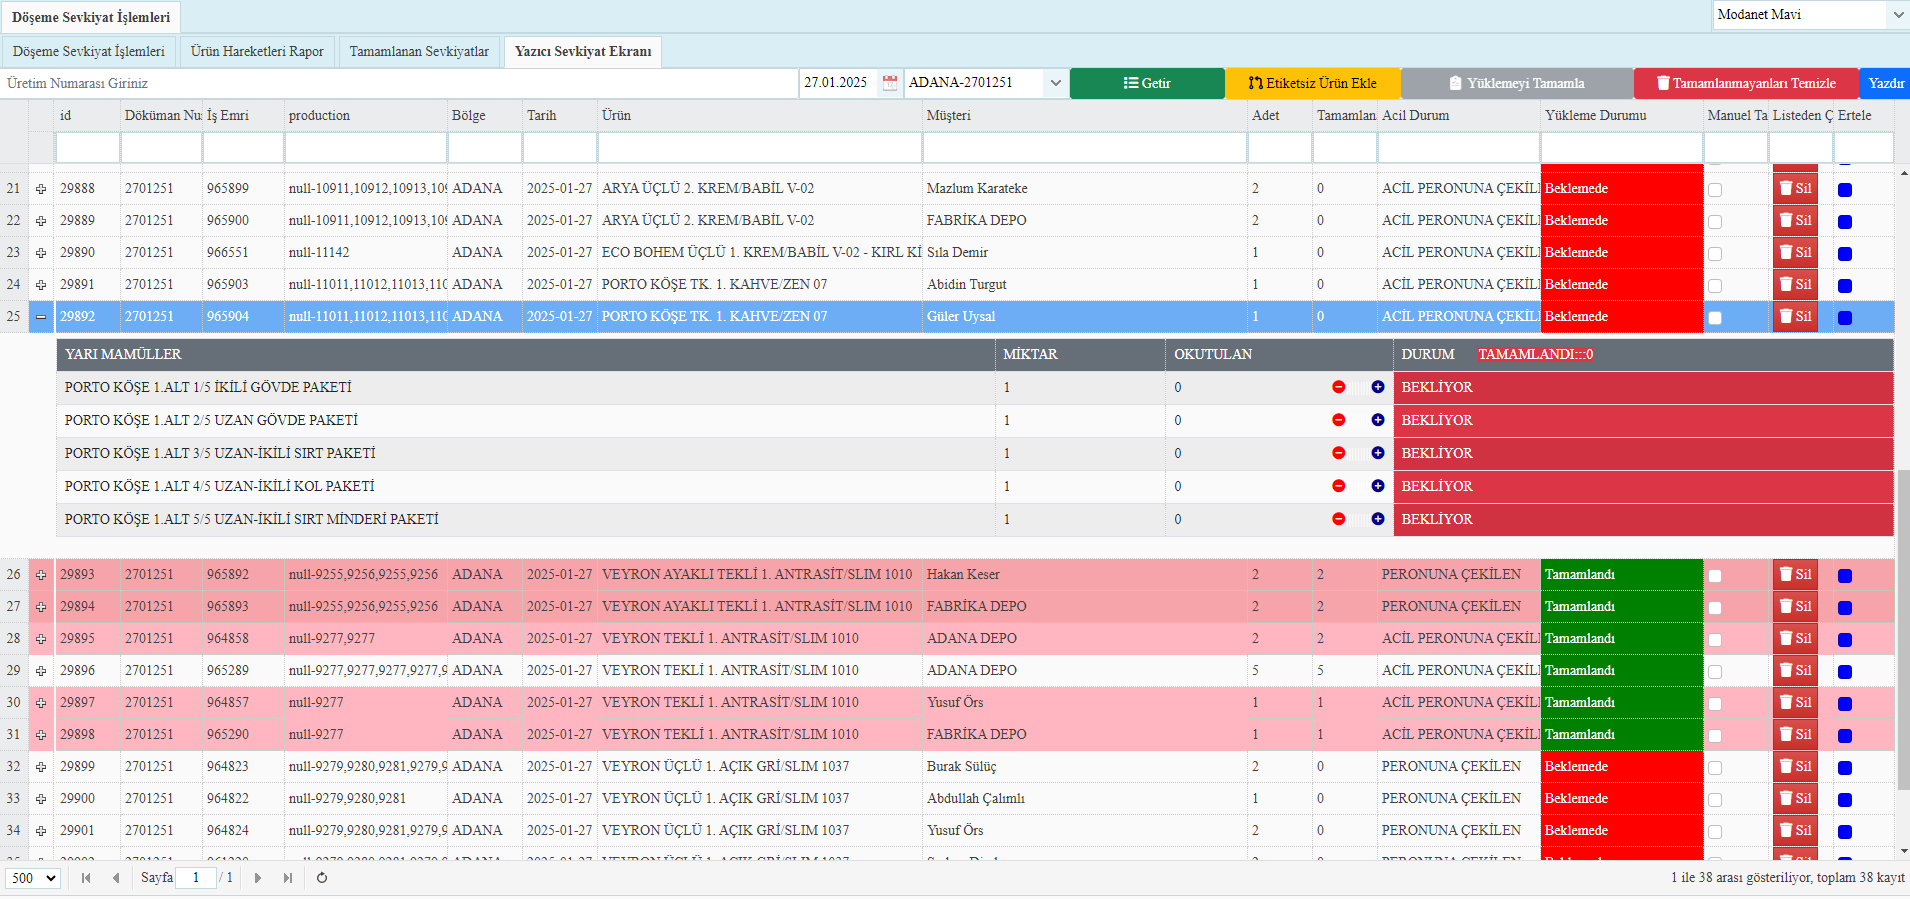 Döşeme Sevkiyat İşlemleri
Modanet Mavi
Döşeme Sevkiyat İşlemleri Ürün Hareketleri Rapor Tamamlanan Sevkiyatlar Yazıcı Sevkiyat Ekranı
Üretim Numarası Giriniz 27.01.2025 ADANA-2701251 Getir Etiketsiz Ürün Ekle Yüklemeyi Tamamla Tamamlanmayanları Temizle Yazdır
id Döküman Nu İş Emri production Bölge Tarih Ürün Müşteri Adet Tamamlan Acil Durum Yükleme Durumu Manuel Ta Listeden Ç Ertele
21 29888 2701251 965899 null-10911,10912,10913,109 ADANA 2025-01-27 ARYA ÜÇLÜ 2. KREM/BABİL V-02 Mazlum Karateke 2 0 ACİL PERONUNA ÇEKİLİ Beklemede Sil
22 29889 2701251 965900 null-10911,10912,10913,109 ADANA 2025-01-27 ARYA ÜÇLÜ 2. KREM/BABİL V-02 FABRİKA DEPO 2 0 ACİL PERONUNA ÇEKİLİ Beklemede Sil
23 29890 2701251 966551 null-11142 ADANA 2025-01-27 ECO BOHEM ÜÇLÜ 1. KREM/BABİL V-02 - KIRL Kİ Sıla Demir 1 0 ACİL PERONUNA ÇEKİLİ Beklemede Sil
24 29891 2701251 965903 null-11011,11012,11013,110 ADANA 2025-01-27 PORTO KÖŞE TK. 1. KAHVE/ZEN 07 Abidin Turgut 1 0 ACİL PERONUNA ÇEKİLİ Beklemede Sil
25 29892 2701251 965904 null-11011,11012,11013,110 ADANA 2025-01-27 PORTO KÖŞE TK. 1. KAHVE/ZEN 07 Güler Uysal 1 0 ACİL PERONUNA ÇEKİLİ Beklemede Sil
YARI MAMÜLLER MİKTAR OKUTULAN DURUM TAMAMLANDI:::0
PORTO KÖŞE 1.ALT 1/5 İKİLİ GÖVDE PAKETİ 1 0 BEKLİYOR
PORTO KÖŞE 1.ALT 2/5 UZAN GÖVDE PAKETİ 1 0 BEKLİYOR
PORTO KÖŞE 1.ALT 3/5 UZAN-İKİLİ SIRT PAKETİ 1 0 BEKLİYOR
PORTO KÖŞE 1.ALT 4/5 UZAN-İKİLİ KOL PAKETİ 1 0 BEKLİYOR
PORTO KÖŞE 1.ALT 5/5 UZAN-İKİLİ SIRT MİNDERİ PAKETİ 1 0 BEKLİYOR
26 29893 2701251 965892 null-9255,9256,9255,9256 ADANA 2025-01-27 VEYRON AYAKLI TEKLİ 1. ANTRASİT/SLIM 1010 Hakan Keser 2 2 PERONUNA ÇEKİLEN Tamamlandı Sil
27 29894 2701251 965893 null-9255,9256,9255,9256 ADANA 2025-01-27 VEYRON AYAKLI TEKLİ 1. ANTRASİT/SLIM 1010 FABRİKA DEPO 2 2 PERONUNA ÇEKİLEN Tamamlandı Sil
28 29895 2701251 964858 null-9277,9277 ADANA 2025-01-27 VEYRON TEKLİ 1. ANTRASİT/SLIM 1010 ADANA DEPO 2 2 ACİL PERONUNA ÇEKİLİ Tamamlandı Sil
29 29896 2701251 965289 null-9277,9277,9277,9277,9 ADANA 2025-01-27 VEYRON TEKLİ 1. ANTRASİT/SLIM 1010 ADANA DEPO 5 5 ACİL PERONUNA ÇEKİLİ Tamamlandı Sil
30 29897 2701251 964857 null-9277 ADANA 2025-01-27 VEYRON TEKLİ 1. ANTRASİT/SLIM 1010 Yusuf Örs 1 1 ACİL PERONUNA ÇEKİLİ Tamamlandı Sil
31 29898 2701251 965290 null-9277 ADANA 2025-01-27 VEYRON TEKLİ 1. ANTRASİT/SLIM 1010 FABRİKA DEPO 1 1 ACİL PERONUNA ÇEKİLİ Tamamlandı Sil
32 29899 2701251 964823 null-9279,9280,9281,9279,9 ADANA 2025-01-27 VEYRON ÜÇLÜ 1. AÇIK GRİ/SLIM 1037 Burak Sülüç 2 0 PERONUNA ÇEKİLEN Beklemede Sil
33 29900 2701251 964822 null-9279,9280,9281 ADANA 2025-01-27 VEYRON ÜÇLÜ 1. AÇIK GRİ/SLIM 1037 Abdullah Çalımlı 1 0 PERONUNA ÇEKİLEN Beklemede Sil
34 29901 2701251 964824 null-9279,9280,9281,9279,9 ADANA 2025-01-27 VEYRON ÜÇLÜ 1. AÇIK GRİ/SLIM 1037 Yusuf Örs 2 0 PERONUNA ÇEKİLEN Beklemede Sil
500 Sayfa 1 / 1 1 ile 38 arası gösteriliyor, toplam 38 kayıt